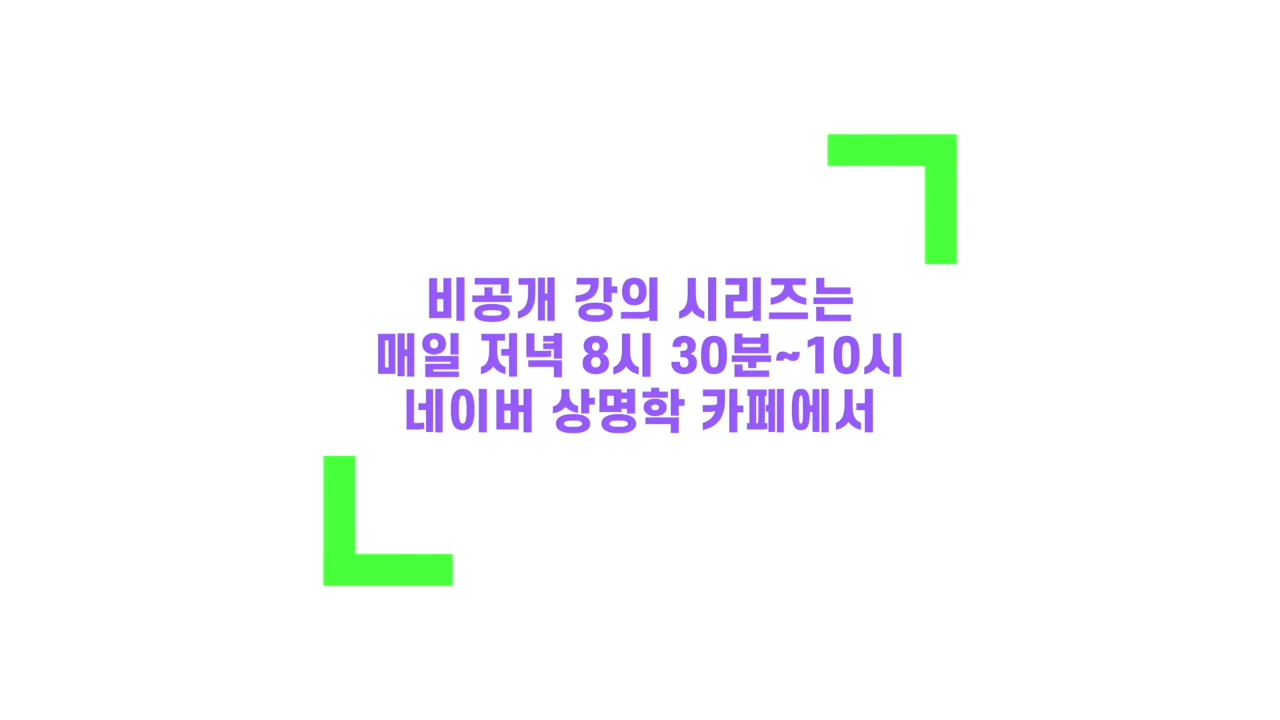 비공개 강의 시리즈는
매일 저녁 8시 30분~10시
네이버 상명학 카페에서